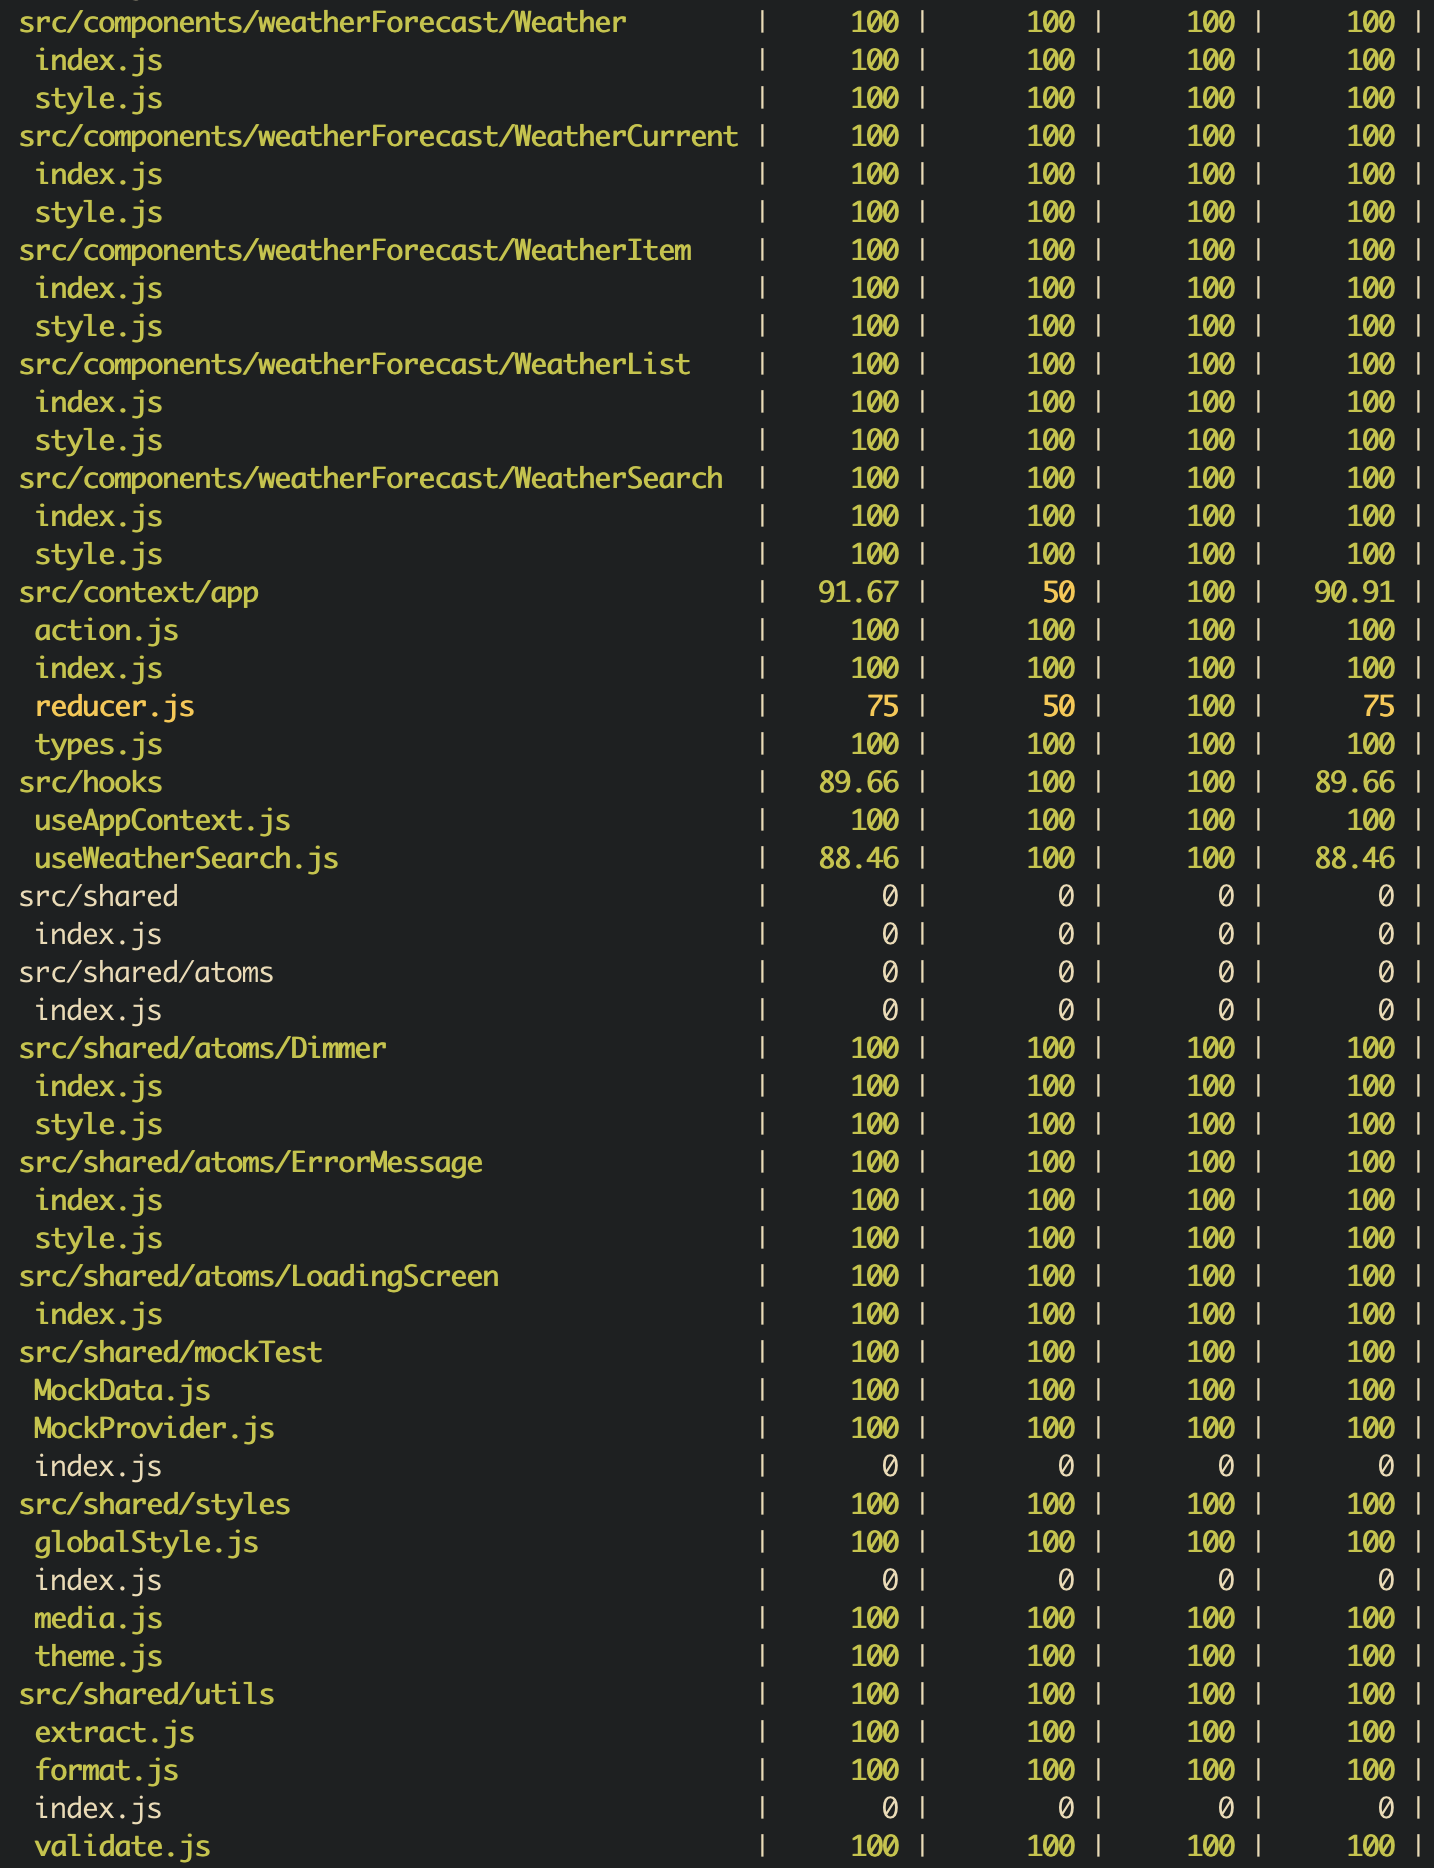 src/components/weatherForecast/Weather | 100 | 100 | 100 | 100 |
index.js | 100 | 100 | 100 | 100 |
style.js | 100 | 100 | 100 | 100 |
src/components/weatherForecast/WeatherCurrent | 100 | 100 | 100 | 100 |
index.js | 100 | 100 | 100 | 100 |
style.js | 100 | 100 | 100 | 100 |
src/components/weatherForecast/WeatherItem | 100 | 100 | 100 | 100 |
index.js | 100 | 100 | 100 | 100 |
style.js | 100 | 100 | 100 | 100 |
src/components/weatherForecast/WeatherList | 100 | 100 | 100 | 100 |
index.js | 100 | 100 | 100 | 100 |
style.js | 100 | 100 | 100 | 100 |
src/components/weatherForecast/WeatherSearch | 100 | 100 | 100 | 100 |
index.js | 100 | 100 | 100 | 100 |
style.js | 100 | 100 | 100 | 100 |
src/context/app | 91.67 | 50 | 100 | 90.91 |
action.js | 100 | 100 | 100 | 100 |
index.js | 100 | 100 | 100 | 100 |
reducer.js | 75 | 50 | 100 | 75 |
types.js | 100 | 100 | 100 | 100 |
src/hooks | 89.66 | 100 | 100 | 89.66 |
useAppContext.js | 100 | 100 | 100 | 100 |
useWeatherSearch.js | 88.46 | 100 | 100 | 88.46 |
src/shared | 0 | 0 | 0 | 0 |
index.js | 0 | 0 | 0 | 0 |
src/shared/atoms | 0 | 0 | 0 | 0 |
index.js | 0 | 0 | 0 | 0 |
src/shared/atoms/Dimmer | 100 | 100 | 100 | 100 |
index.js | 100 | 100 | 100 | 100 |
style.js | 100 | 100 | 100 | 100 |
src/shared/atoms/ErrorMessage | 100 | 100 | 100 | 100 |
index.js | 100 | 100 | 100 | 100 |
style.js | 100 | 100 | 100 | 100 |
src/shared/atoms/LoadingScreen | 100 | 100 | 100 | 100 |
index.js | 100 | 100 | 100 | 100 |
src/shared/mockTest | 100 | 100 | 100 | 100 |
MockData.js | 100 | 100 | 100 | 100 |
MockProvider.js | 100 | 100 | 100 | 100 |
index.js | 0 | 0 | 0 | 0 |
src/shared/styles | 100 | 100 | 100 | 100 |
globalStyle.js | 100 | 100 | 100 | 100 |
index.js | 0 | 0 | 0 | 0 |
media.js | 100 | 100 | 100 | 100 |
theme.js | 100 | 100 | 100 | 100 |
src/shared/utils | 100 | 100 | 100 | 100 |
extract.js | 100 | 100 | 100 | 100 |
format.js | 100 | 100 | 100 | 100 |
index.js | 0 | 0 | 0 | 0 |
validate.js | 100 | 100 | 100 | 100 |